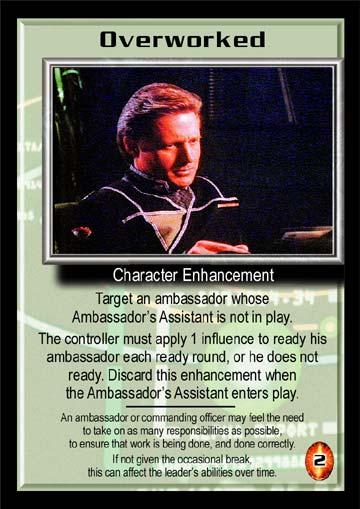 Overworked
Character Enhancement
Target an ambassador whose
Ambassador's Assistant is not in play.
The controller must apply 1 influence to ready his
ambassador each ready round, or he does not
ready. Discard this enhancement when
the Ambassador's Assistant enters play.
An ambassador or commanding officer may feel the need
to take on as many responsibilities as possible,
to ensure that work is being done, and done correctly.
If not given the occasional break,
this can affect the leader's abilities over time.
2